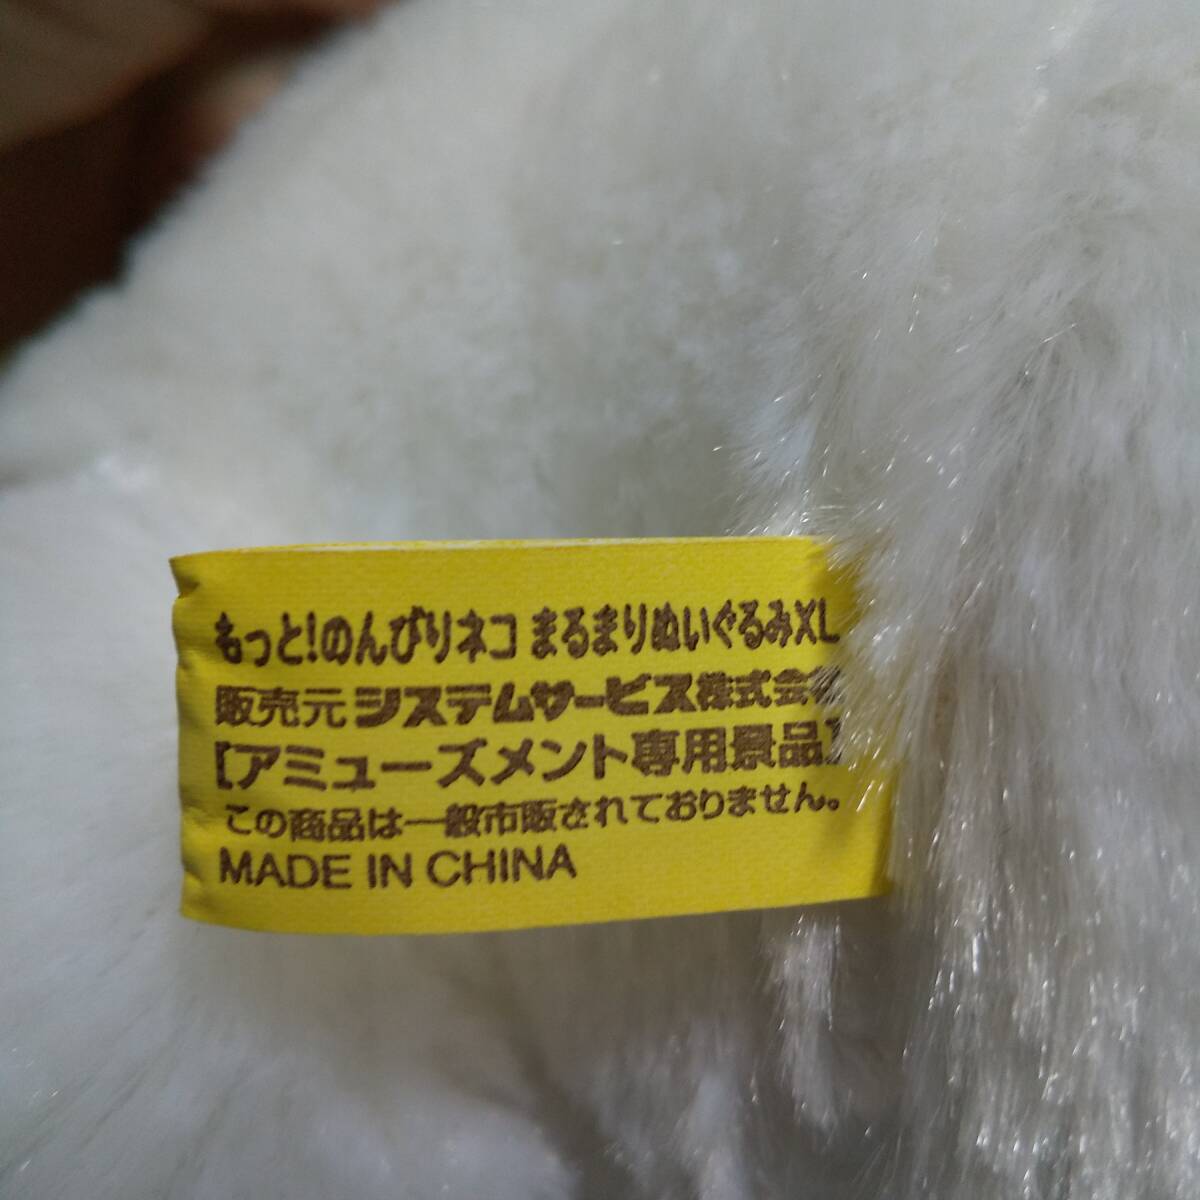 もっと!のんびりネコ まるまりぬいぐるみXL
販売元 システムサービス株式会社
【アミューズメント専用景品】
この商品は一般市販されておりません。
MADE IN CHINA